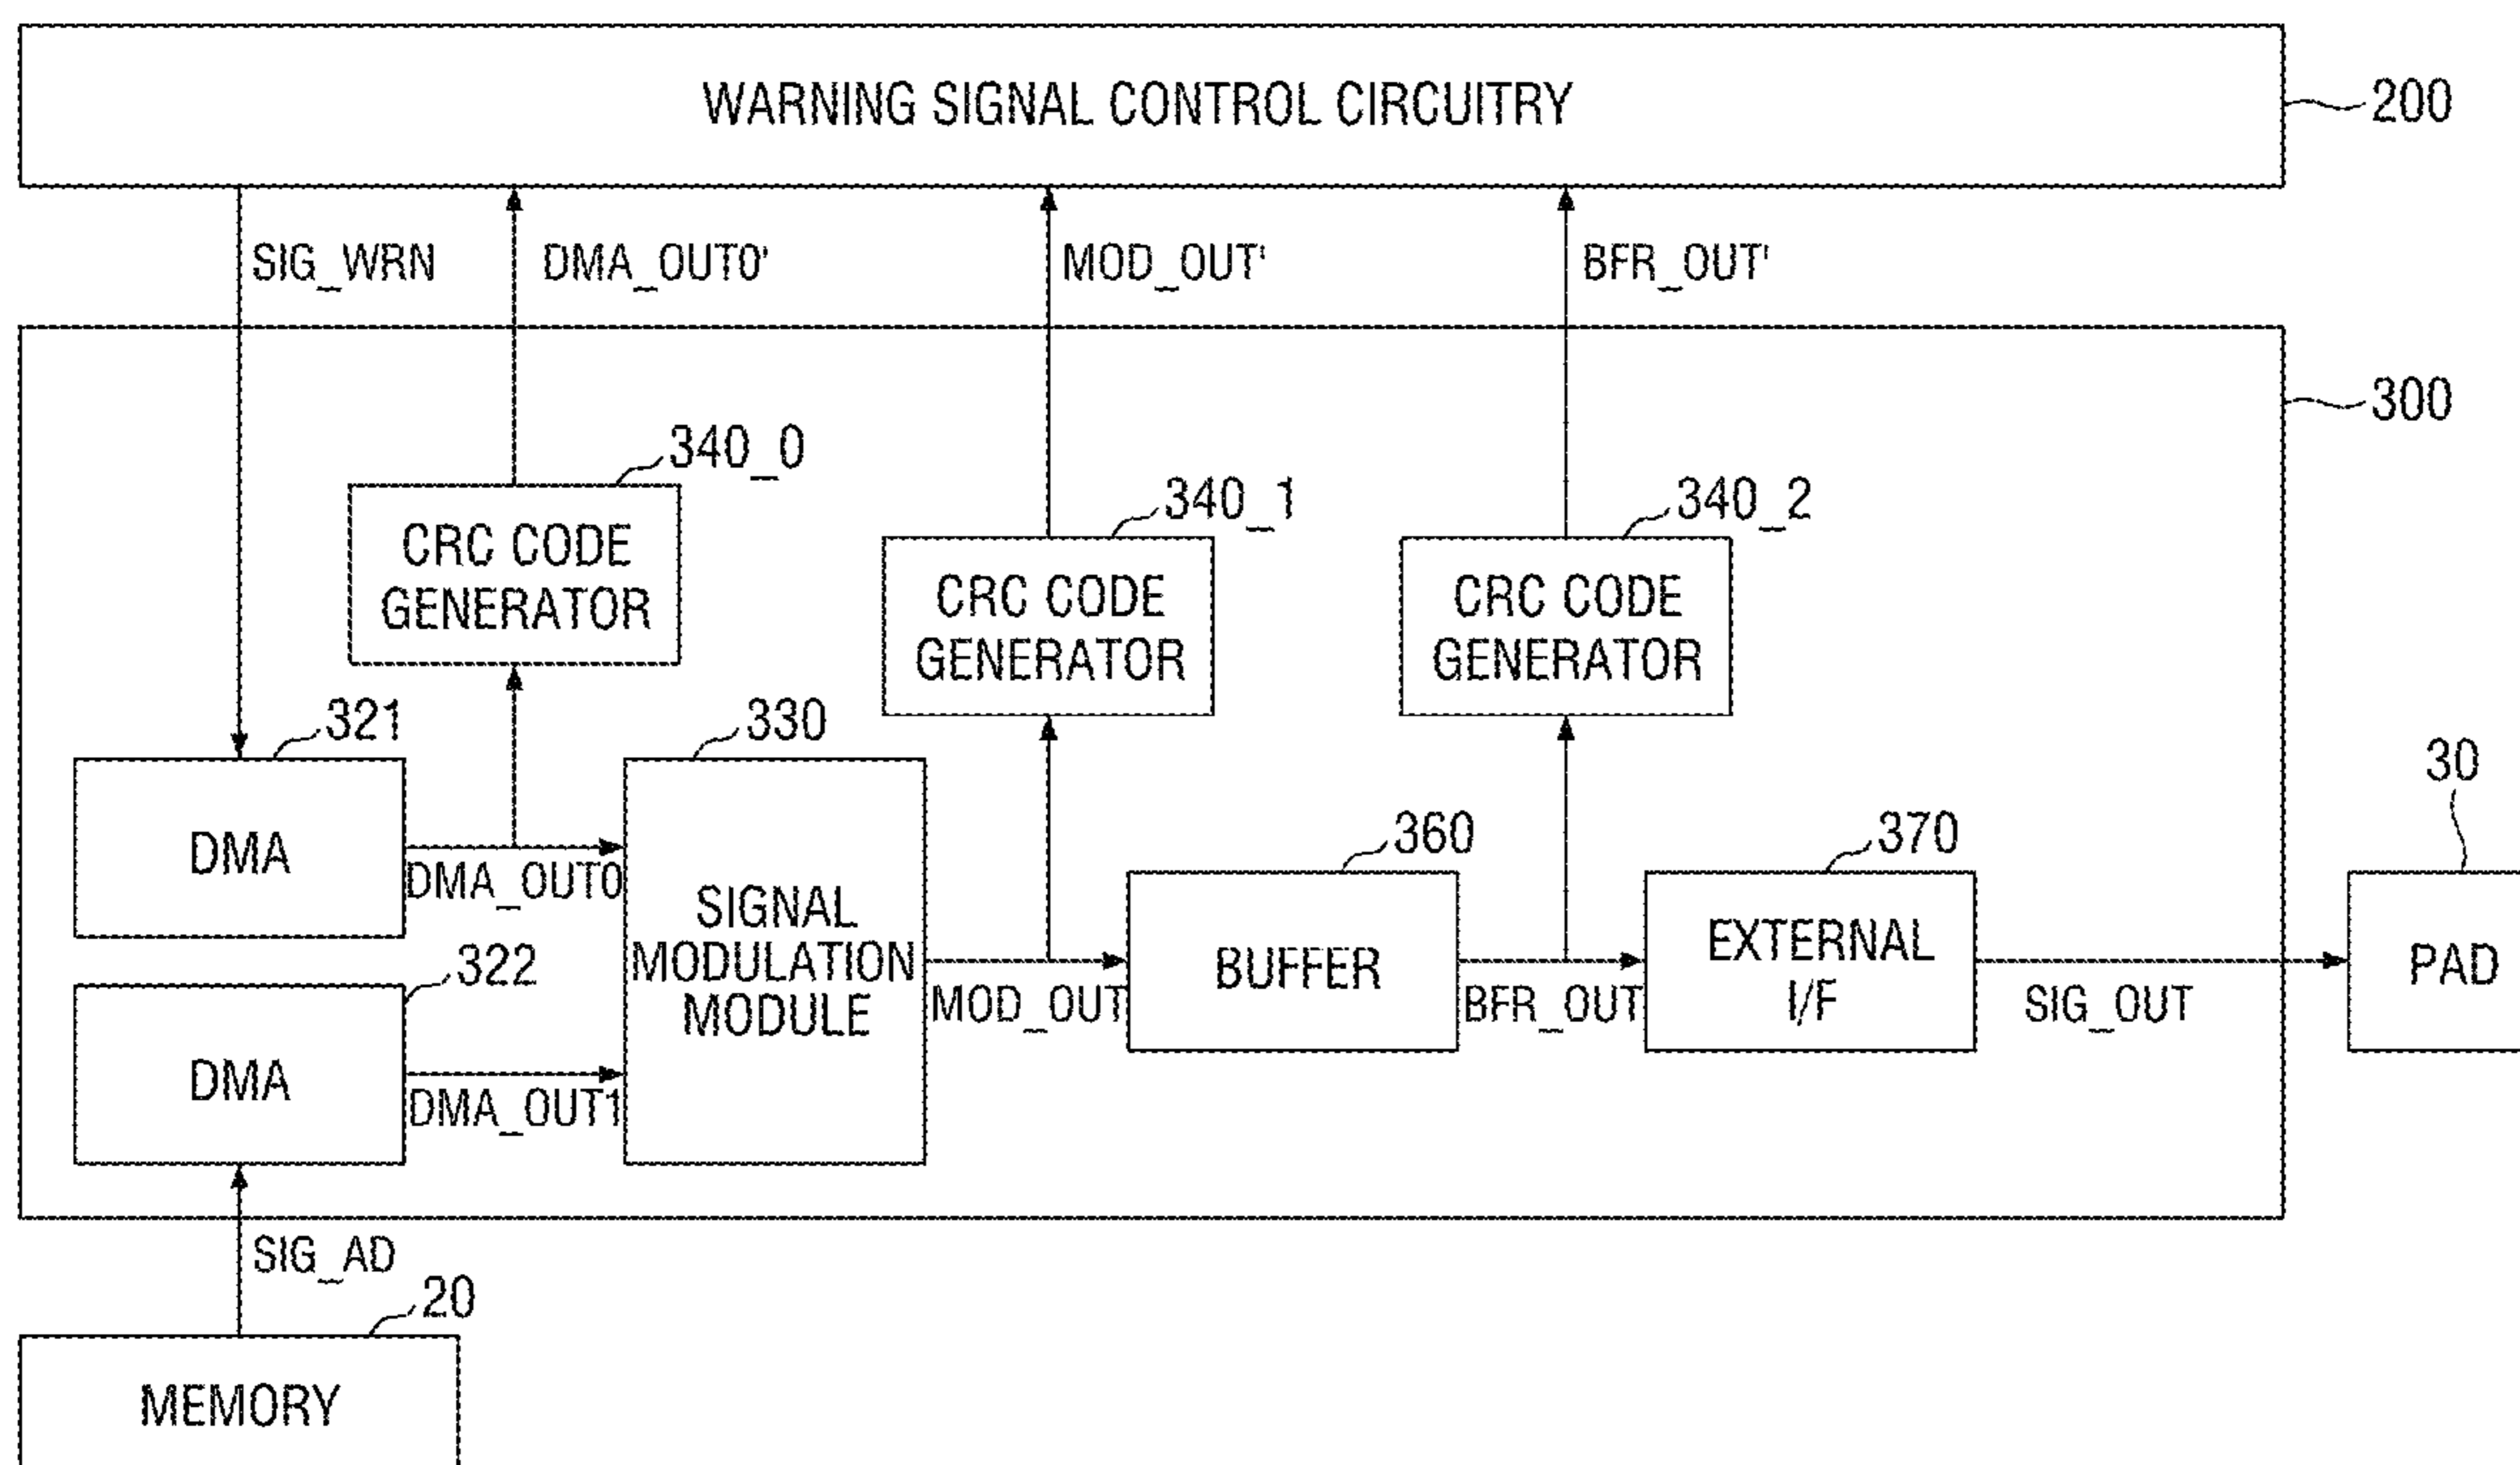 WARNING SIGNAL CONTROL CIRCUITRY
200
SIG_WRN
DMA_OUT0'
MOD_OUT'
BFR_OUT'
300
340_0
CRC CODE
GENERATOR
340_1
CRC CODE
GENERATOR
340_2
CRC CODE
GENERATOR
321
DMA
DMA_OUT0
330
SIGNAL
MODULATION
MODULE
322
DMA
DMA_OUT1
MOD_OUT
360
BUFFER
BFR_OUT
370
EXTERNAL
I/F
SIG_OUT
30
PAD
SIG_AD
20
MEMORY